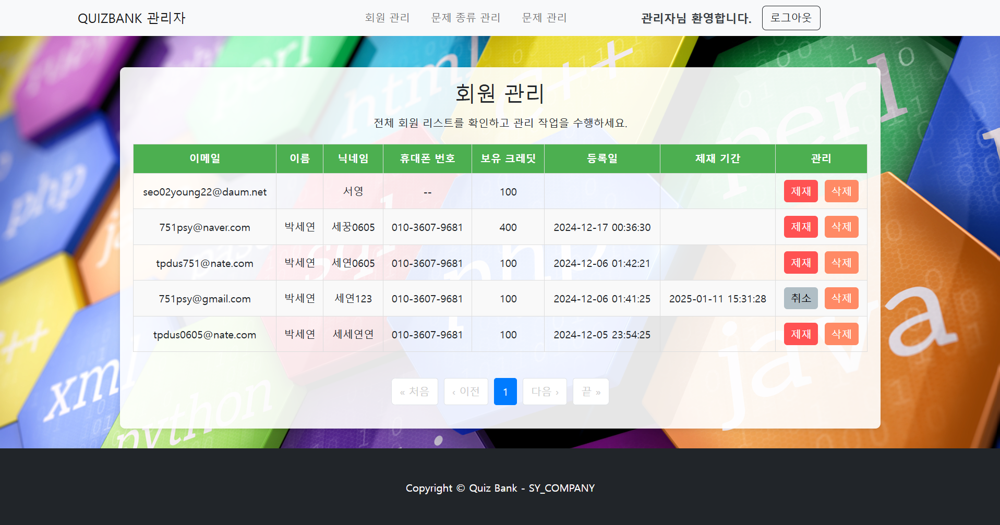 QUIZBANK 관리자 회원 관리 문제 종류 관리 문제 관리 관리자님 환영합니다. 로그아웃
perl
html
C++
perl
회원 관리
전체 회원 리스트를 확인하고 관리 작업을 수행하세요.
이메일 이름 닉네임 휴대폰 번호 보유 크레딧 등록일 제재 기간 관리
seo02young22@daum.net 서영 -- 100 제재 삭제
751psy@naver.com 박세연 세꿍0605 010-3607-9681 400 2024-12-17 00:36:30 제재 삭제
tpdus751@nate.com 박세연 세연0605 010-3607-9681 100 2024-12-06 01:42:21 제재 삭제
751psy@gmail.com 박세연 세연123 010-3607-9681 100 2024-12-06 01:41:25 2025-01-11 15:31:28 취소 삭제
tpdus0605@nate.com 박세연 세세연연 010-3607-9681 100 2024-12-05 23:54:25 제재 삭제
php
sql
php
java
xml
python
« 처음 ‹ 이전 1 다음 › 끝 »
Copyright © Quiz Bank - SY_COMPANY